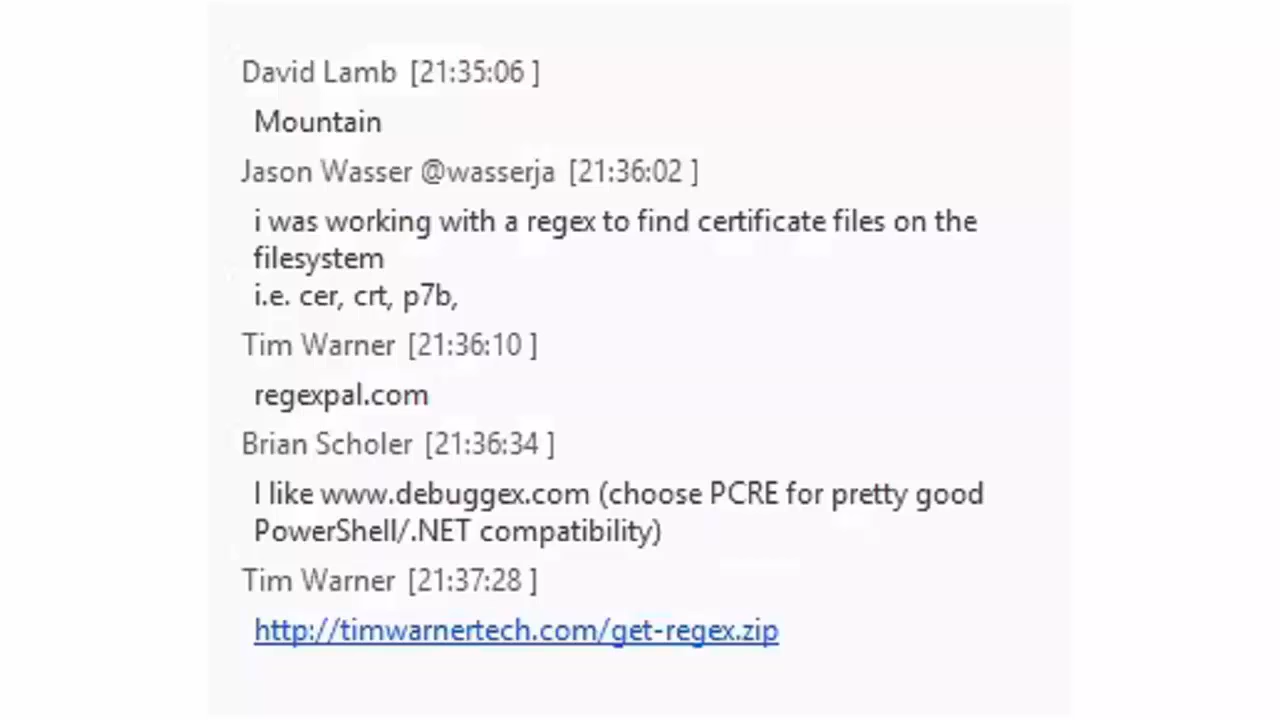 David Lamb [21:35:06 ]
Mountain
Jason Wasser @wasserja [21:36:02 ]
i was working with a regex to find certificate files on the
filesystem
i.e. cer, crt, p7b,
Tim Warner [21:36:10 ]
regexpal.com
Brian Scholer [21:36:34 ]
I like www.debuggex.com (choose PCRE for pretty good
PowerShell/.NET compatibility)
Tim Warner [21:37:28 ]
http://timwarnertech.com/get-regex.zip